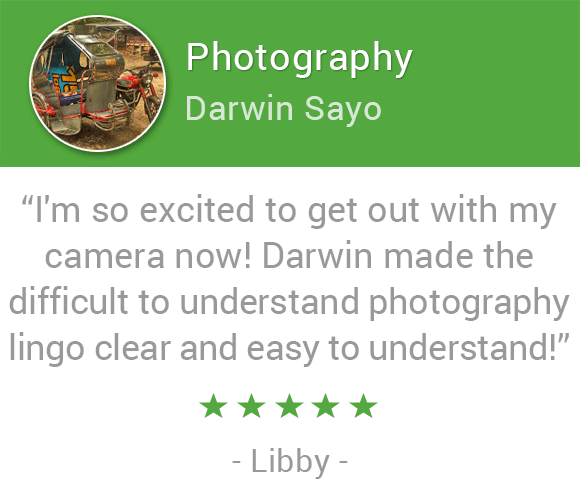 Photography
Darwin Sayo
“I'm so excited to get out with my
camera now! Darwin made the
difficult to understand photography
lingo clear and easy to understand!”
- Libby -